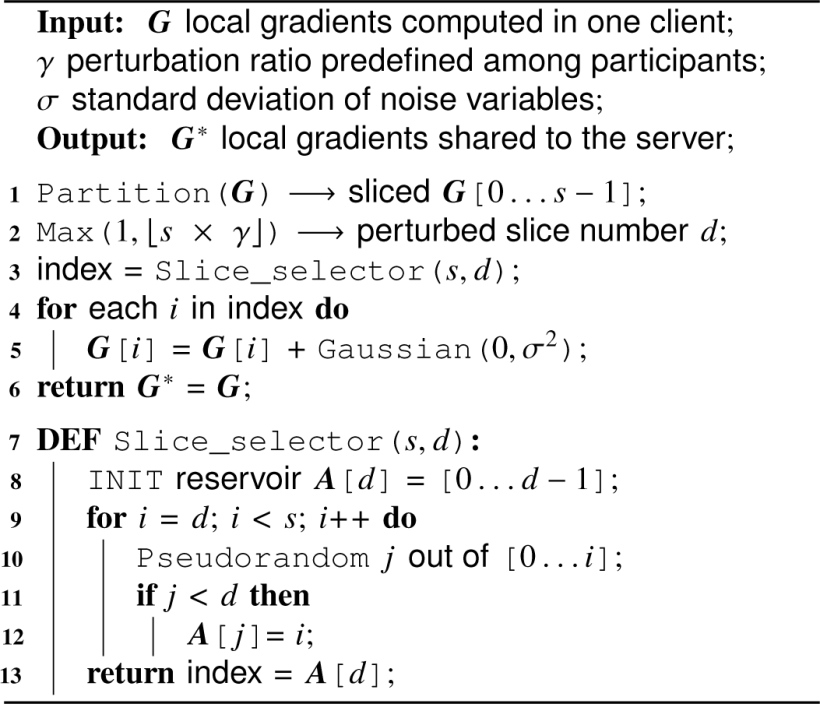 Input: G local gradients computed in one client;
γ perturbation ratio predefined among participants;
σ standard deviation of noise variables;
Output: G* local gradients shared to the server;
1 Partition(G) ⟶ sliced G[0...s − 1];
2 Max(1, ⌊s × γ⌋) ⟶ perturbed slice number d;
3 index = Slice_selector(s, d);
4 for each i in index do
5 G[i] = G[i] + Gaussian(0, σ²);
6 return G* = G;
7 DEF Slice_selector(s, d):
8 INIT reservoir A[d] = [0...d − 1];
9 for i = d; i < s; i++ do
10 Pseudorandom j out of [0...i];
11 if j < d then
12 A[j]= i;
13 return index = A[d];